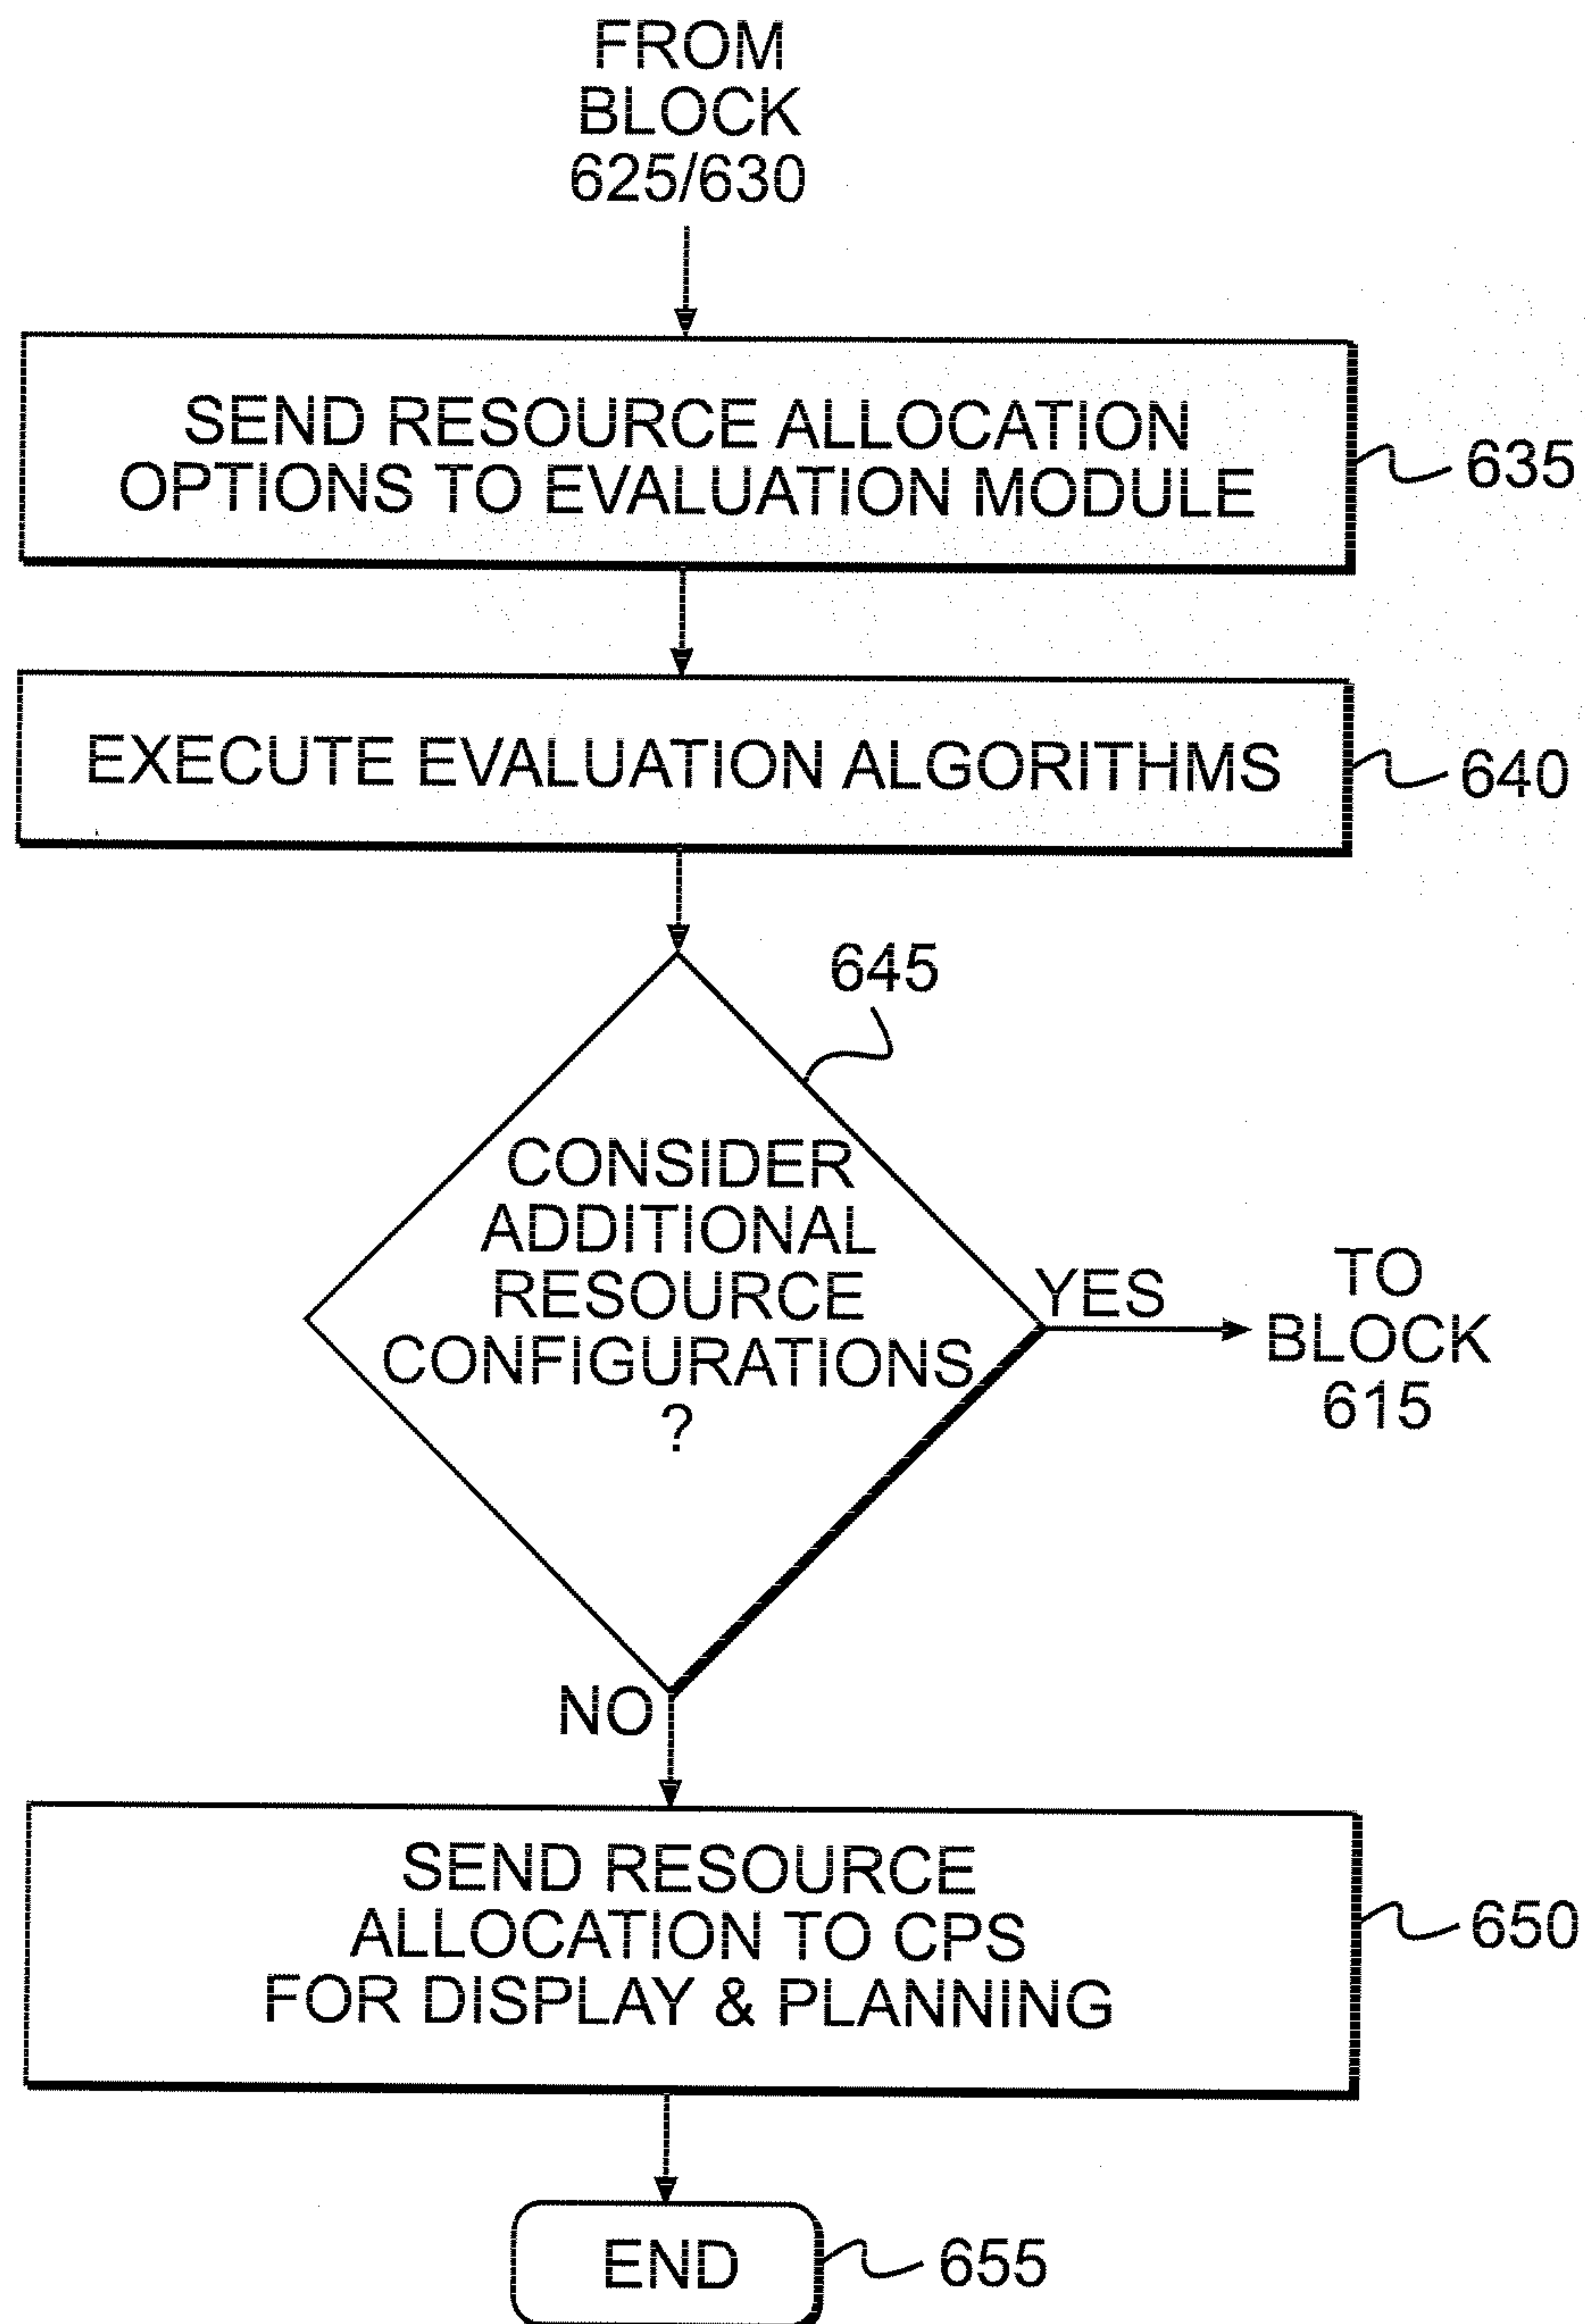 FROM
BLOCK
625/630
SEND RESOURCE ALLOCATION
OPTIONS TO EVALUATION MODULE
635
EXECUTE EVALUATION ALGORITHMS
640
645
CONSIDER
ADDITIONAL
RESOURCE
CONFIGURATIONS
?
YES
TO
BLOCK
615
NO
SEND RESOURCE
ALLOCATION TO CPS
FOR DISPLAY & PLANNING
650
END
655